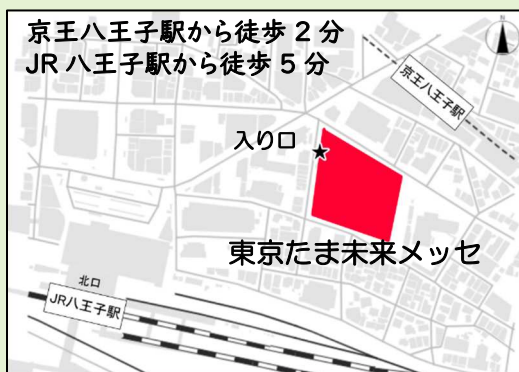 京王八王子駅から徒歩2分
JR八王子駅から徒歩5分
N
京王八王子駅
入り口
東京たま未来メッセ
北口
JR八王子駅